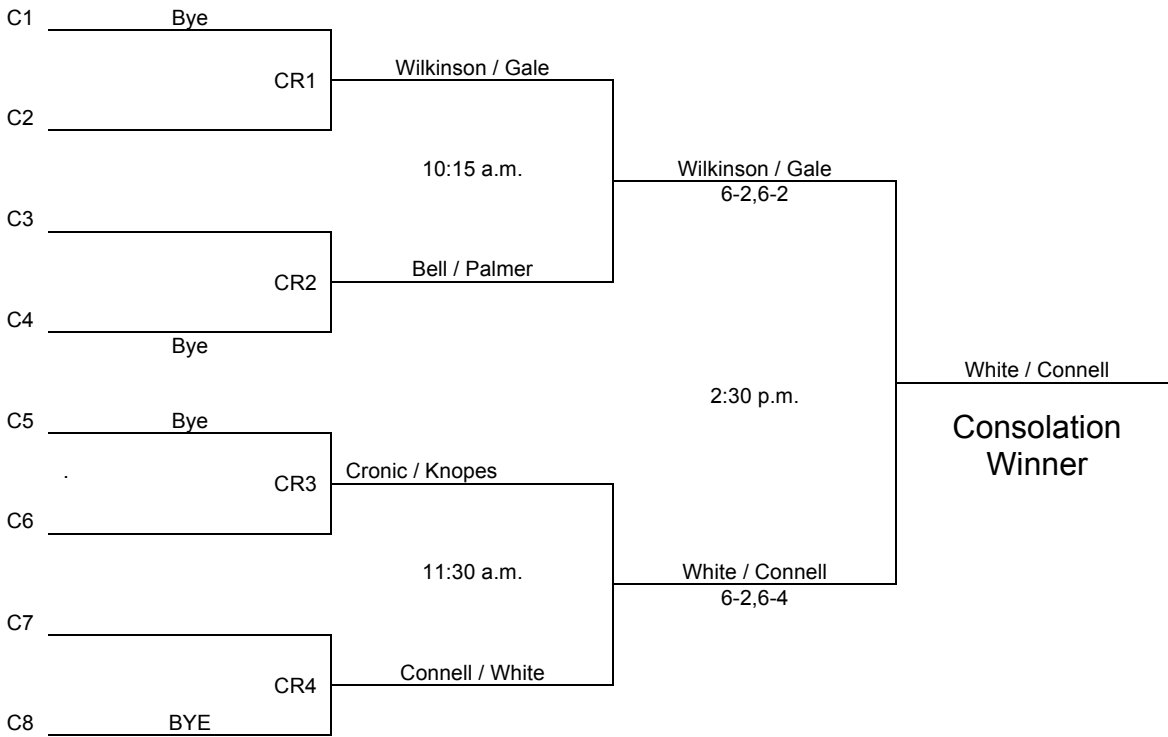 C1
Bye
Wilkinson / Gale
CR1
C2
10:15 a.m.
Wilkinson / Gale
6-2,6-2
C3
Bell / Palmer
CR2
C4
Bye
White / Connell
2:30 p.m.
C5
Bye
Consolation
Winner
Cronic / Knopes
.
CR3
C6
11:30 a.m.
White / Connell
6-2,6-4
C7
Connell / White
CR4
C8
BYE